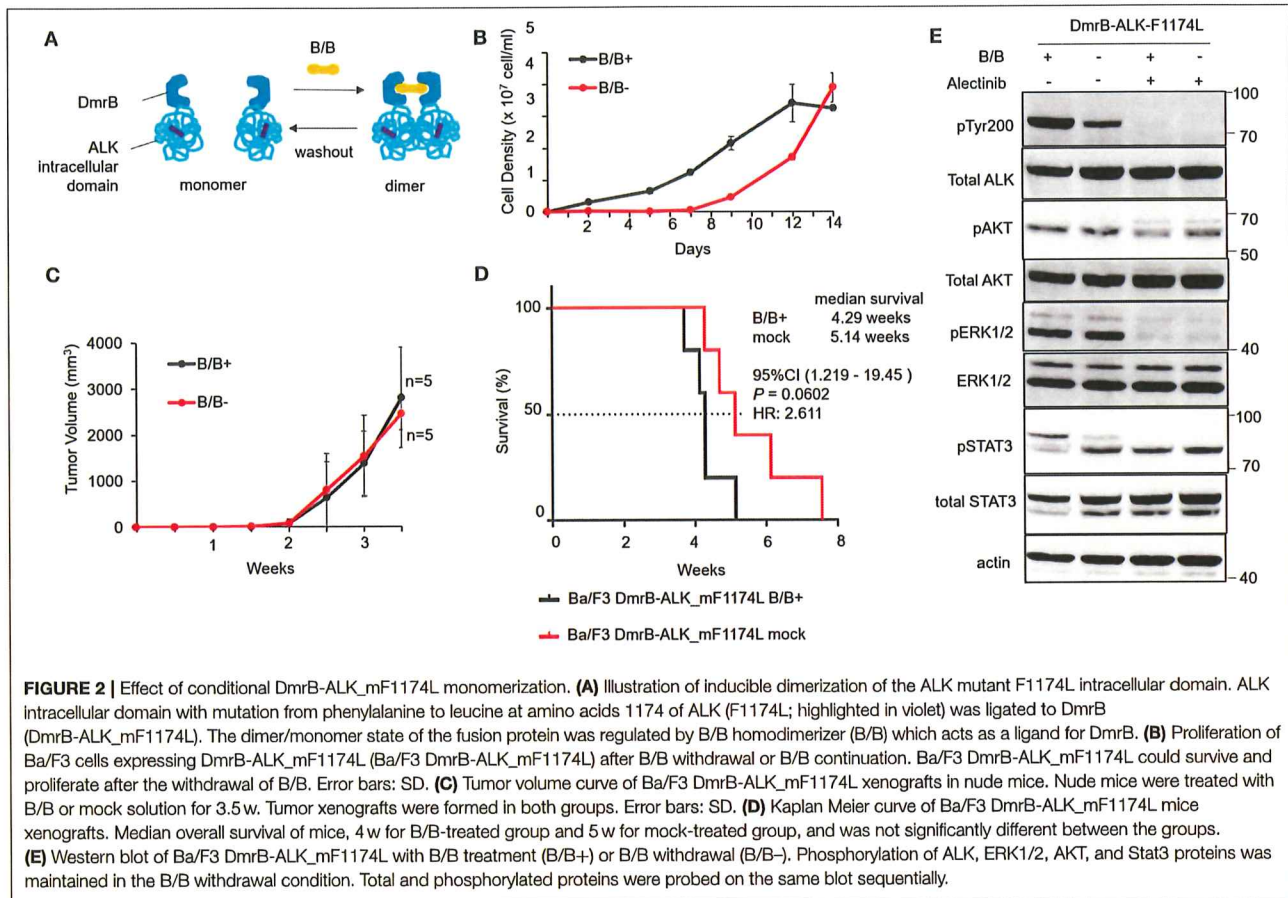 A
B/B
DmrB
ALK
intracellular
domain
washout
monomer
dimer
B
B/B+
B/B-
Cell Density (x 10⁷ cell/ml)
5
4
3
2
1
0
2
4
6
8
10
12
14
Days
C
B/B+
B/B-
Tumor Volume (mm³)
4000
3000
2000
1000
0
n=5
n=5
1
2
3
Weeks
D
Survival (%)
100
50
0
median survival
B/B+ 4.29 weeks
mock 5.14 weeks
95%CI (1.219 - 19.45 )
P = 0.0602
HR: 2.611
0
2
4
6
8
Weeks
Ba/F3 DmrB-ALK_mF1174L B/B+
Ba/F3 DmrB-ALK_mF1174L mock
E
DmrB-ALK-F1174L
B/B + - + -
Alectinib - - + +
pTyr200
100
70
Total ALK
pAKT
70
50
Total AKT
pERK1/2
40
ERK1/2
pSTAT3
100
70
total STAT3
actin
40
FIGURE 2 | Effect of conditional DmrB-ALK_mF1174L monomerization. (A) Illustration of inducible dimerization of the ALK mutant F1174L intracellular domain. ALK
intracellular domain with mutation from phenylalanine to leucine at amino acids 1174 of ALK (F1174L; highlighted in violet) was ligated to DmrB
(DmrB-ALK_mF1174L). The dimer/monomer state of the fusion protein was regulated by B/B homodimerizer (B/B) which acts as a ligand for DmrB. (B) Proliferation of
Ba/F3 cells expressing DmrB-ALK_mF1174L (Ba/F3 DmrB-ALK_mF1174L) after B/B withdrawal or B/B continuation. Ba/F3 DmrB-ALK_mF1174L could survive and
proliferate after the withdrawal of B/B. Error bars: SD. (C) Tumor volume curve of Ba/F3 DmrB-ALK_mF1174L xenografts in nude mice. Nude mice were treated with
B/B or mock solution for 3.5 w. Tumor xenografts were formed in both groups. Error bars: SD. (D) Kaplan Meier curve of Ba/F3 DmrB-ALK_mF1174L mice
xenografts. Median overall survival of mice, 4 w for B/B-treated group and 5 w for mock-treated group, and was not significantly different between the groups.
(E) Western blot of Ba/F3 DmrB-ALK_mF1174L with B/B treatment (B/B+) or B/B withdrawal (B/B–). Phosphorylation of ALK, ERK1/2, AKT, and Stat3 proteins was
maintained in the B/B withdrawal condition. Total and phosphorylated proteins were probed on the same blot sequentially.